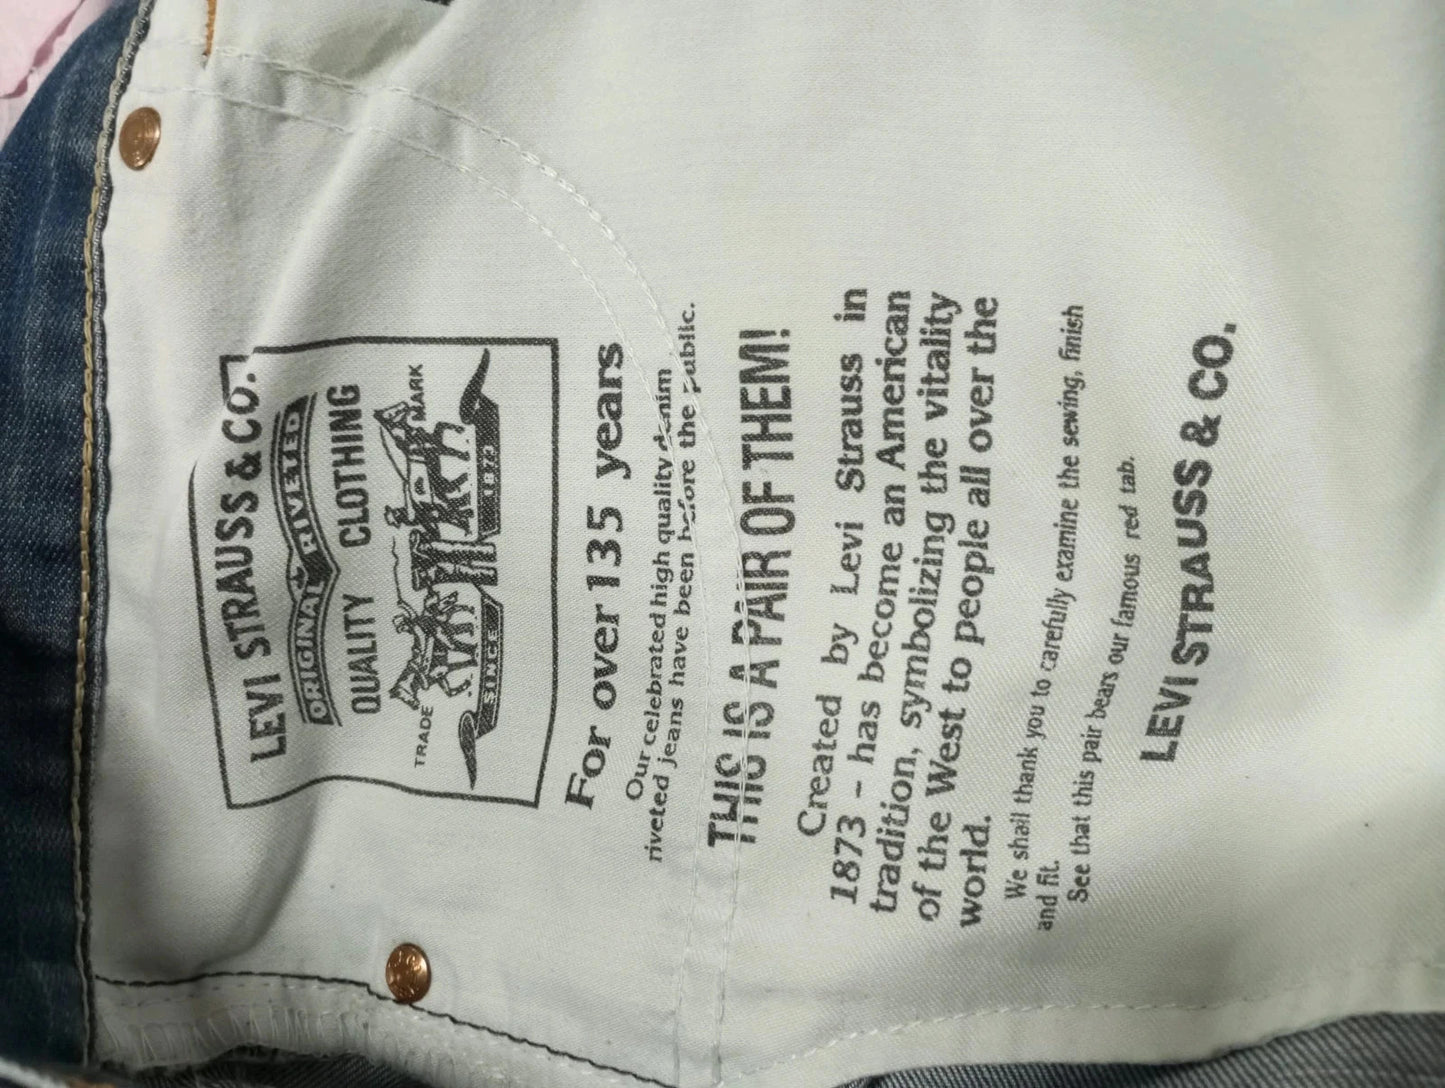 LEVI STRAUSS & CO.
ORIGINAL RIVETED
QUALITY CLOTHING
TRADE MARK
SINCE 1873
For over 135 years
Our celebrated high quality denim
riveted jeans have been before the public.
THIS IS A PAIR OF THEM!
Created by Levi Strauss in
1873 - has become an American
tradition, symbolizing the vitality
of the West to people all over the
world.
We shall thank you to carefully examine the sewing, finish
and fit.
See that this pair bears our famous red tab.
LEVI STRAUSS & CO.